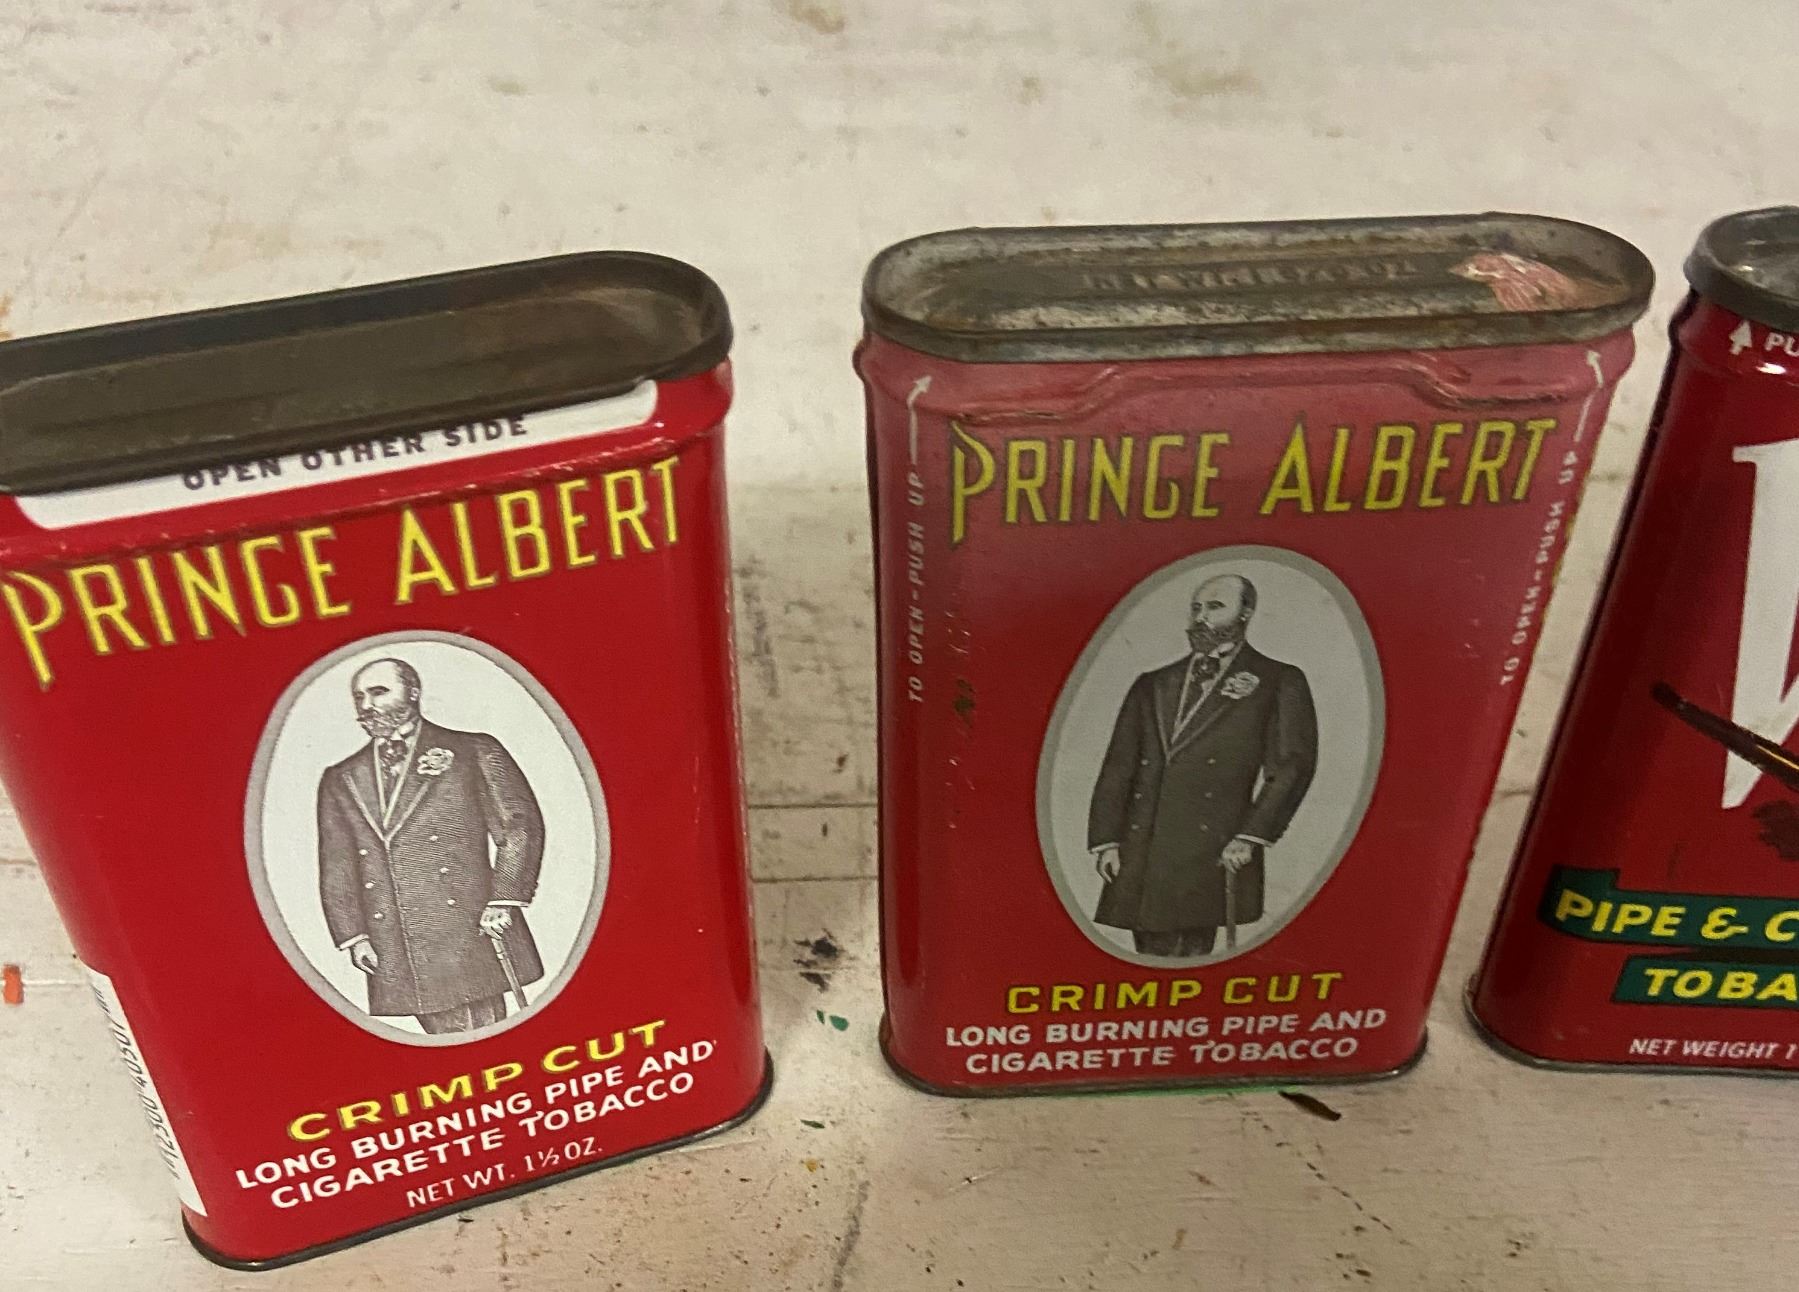 OPEN OTHER SIDE
PRINCE ALBERT
CRIMP CUT
LONG BURNING PIPE AND
CIGARETTE TOBACCO
NET WT. 1½ OZ.
PRINCE ALBERT
TO OPEN-PUSH UP
TO OPEN-PUSH UP
CRIMP CUT
LONG BURNING PIPE AND
CIGARETTE TOBACCO
PU
PIPE & C
TOBA
NET WEIGHT 1